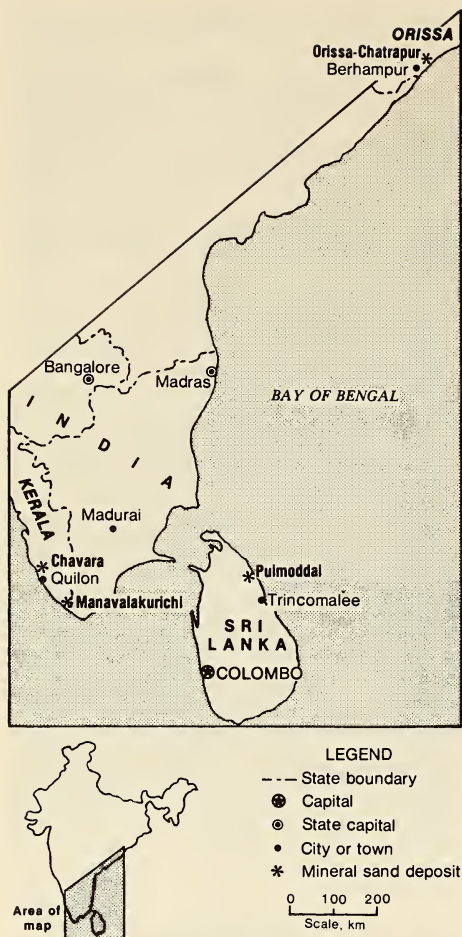 ORISSA
Orissa-Chatrapur
Berhampur
Bangalore
Madras
BAY OF BENGAL
INDIA
KERALA
Madurai
Chavara
Quilon
Manavalakurichi
Pulmoddai
Trincomalee
SRI
LANKA
COLOMBO
LEGEND
State boundary
Capital
State capital
City or town
Mineral sand deposit
0 100 200
Scale, km
Area of
map